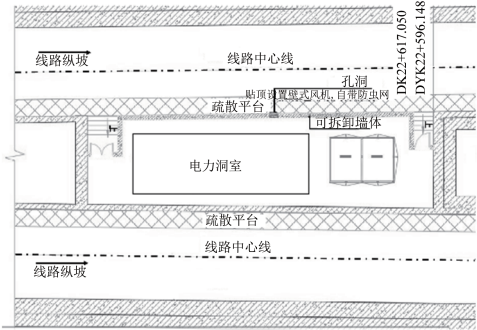 DK22+617.050
DYK22+596.148
线路纵坡
线路中心线
孔洞
贴顶设置壁式风机,自带防虫网
疏散平台
可拆卸墙体
电力洞室
疏散平台
线路中心线
线路纵坡